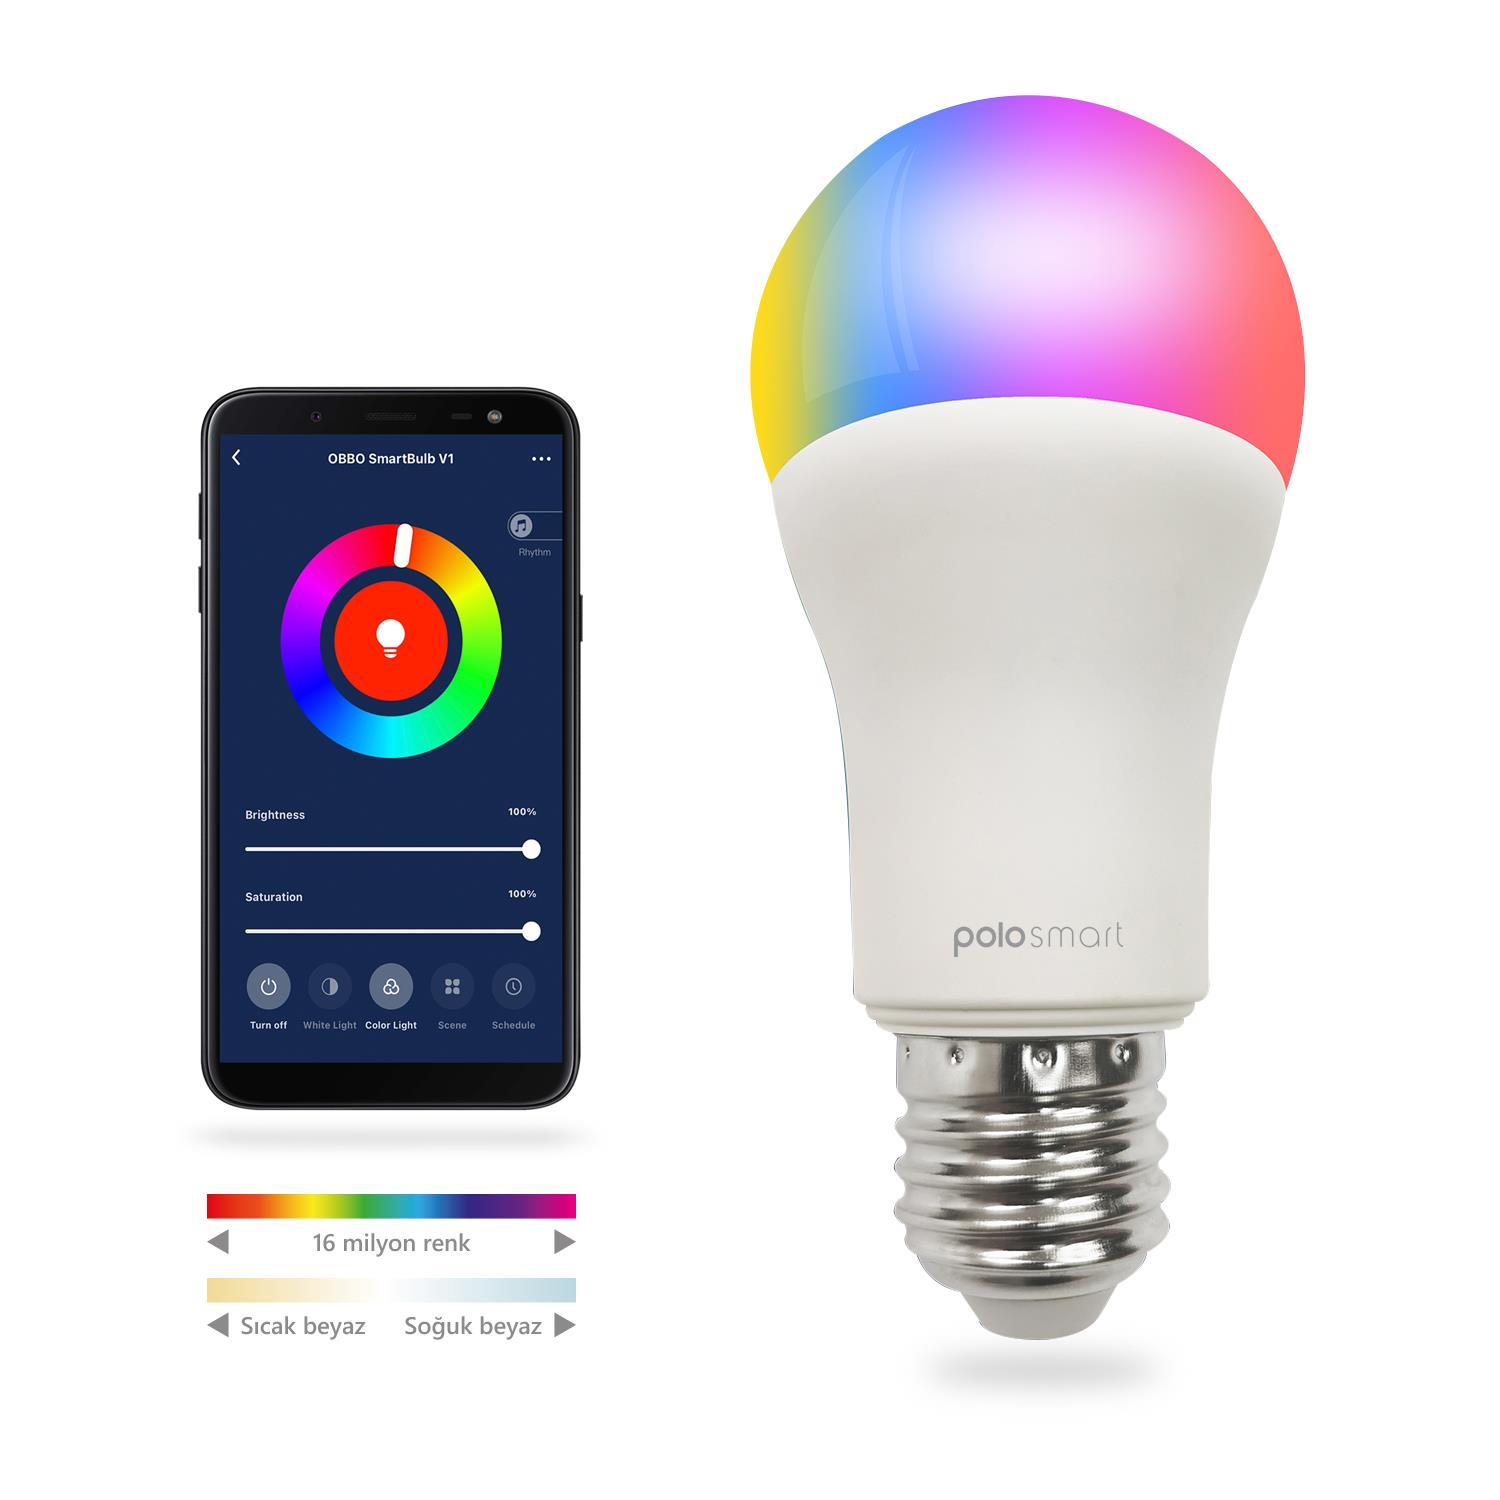 OBBO SmartBulb V1
Rhythm
Brightness 100%
Saturation 100%
Turn off White Light Color Light Scene Schedule
16 milyon renk
Sıcak beyaz Soğuk beyaz
polosmart